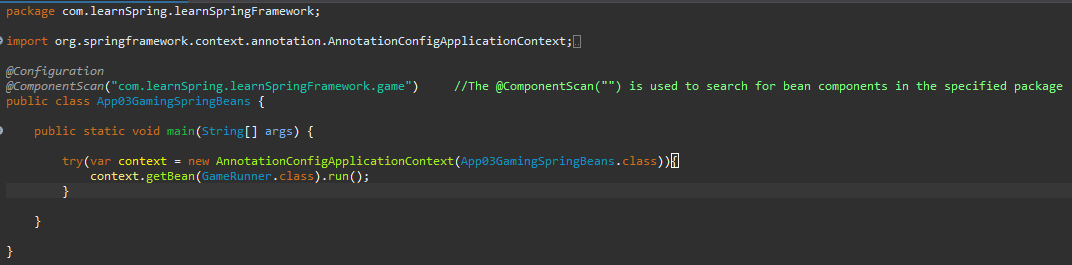 package com.learnSpring.learnSpringFramework;
import org.springframework.context.annotation.AnnotationConfigApplicationContext;
@Configuration
@ComponentScan("com.learnSpring.learnSpringFramework.game")     //The @ComponentScan("") is used to search for bean components in the specified package
public class App03GamingSpringBeans {
    public static void main(String[] args) {
        try(var context = new AnnotationConfigApplicationContext(App03GamingSpringBeans.class)){
            context.getBean(GameRunner.class).run();
        }
    }
}